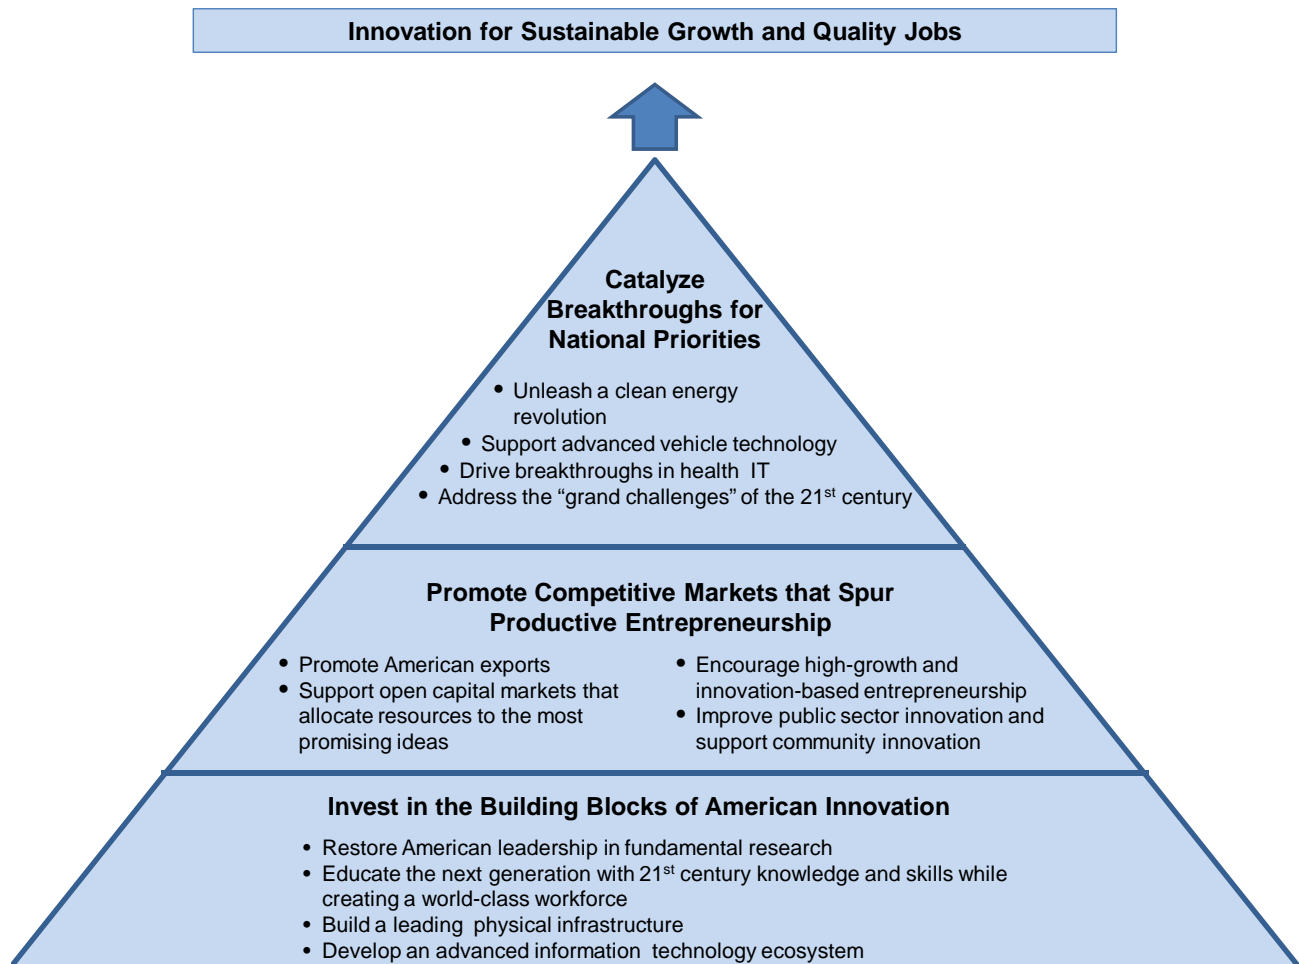 Innovation for Sustainable Growth and Quality Jobs
Catalyze
Breakthroughs for
National Priorities
• Unleash a clean energy
revolution
• Support advanced vehicle technology
• Drive breakthroughs in health IT
• Address the “grand challenges” of the 21st century
Promote Competitive Markets that Spur
Productive Entrepreneurship
• Promote American exports
• Support open capital markets that
allocate resources to the most
promising ideas
• Encourage high-growth and
innovation-based entrepreneurship
• Improve public sector innovation and
support community innovation
Invest in the Building Blocks of American Innovation
• Restore American leadership in fundamental research
• Educate the next generation with 21st century knowledge and skills while
creating a world-class workforce
• Build a leading physical infrastructure
• Develop an advanced information technology ecosystem